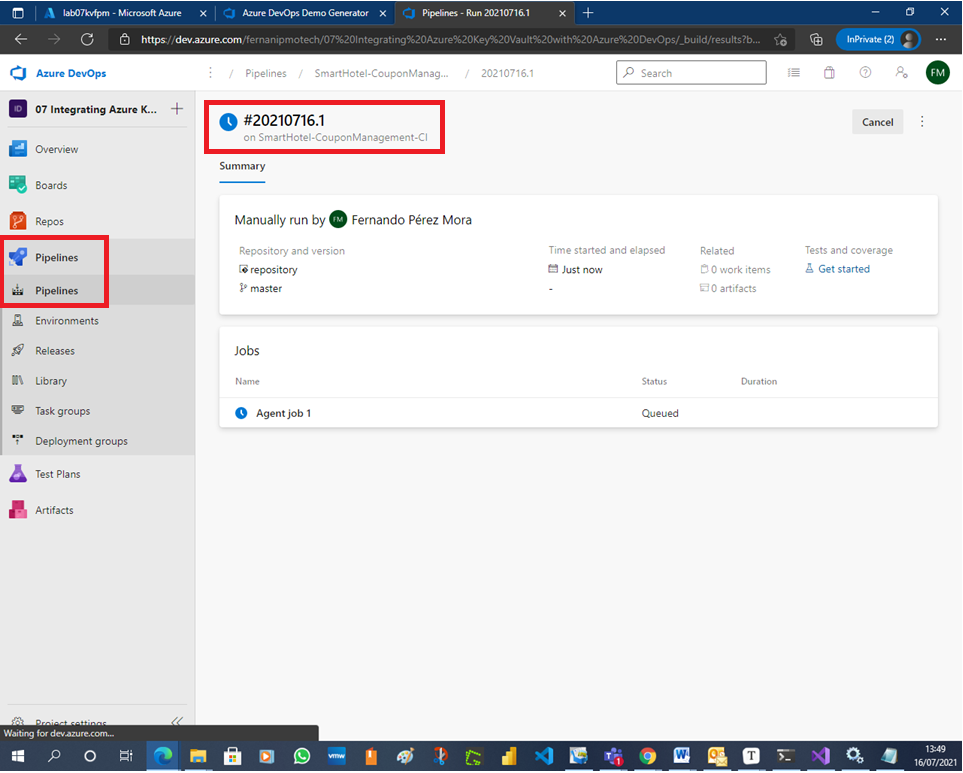 lab07kvfpm - Microsoft Azure
Azure DevOps Demo Generator
Pipelines - Run 20210716.1
https://dev.azure.com/fernanipmotech/07%20Integrating%20Azure%20Key%20Vault%20with%20Azure%20DevOps/_build/results?b...
InPrivate (2)
Azure DevOps
/ Pipelines / SmartHotel-CouponManag... / 20210716.1
Search
FM
ID
07 Integrating Azure K...
Overview
Boards
Repos
Pipelines
Pipelines
Environments
Releases
Library
Task groups
Deployment groups
Test Plans
Artifacts
Project settings
#20210716.1
on SmartHotel-CouponManagement-CI
Cancel
Summary
Manually run by FM Fernando Pérez Mora
Repository and version
repository
master
Time started and elapsed
Just now
-
Related
0 work items
0 artifacts
Tests and coverage
Get started
Jobs
Name Status Duration
Agent job 1 Queued
Waiting for dev.azure.com...
13:49
16/07/2021